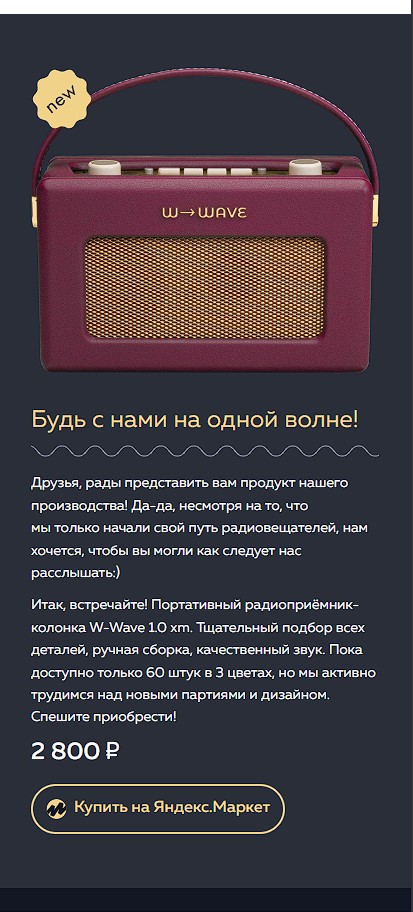 new
W→WAVE
Будь с нами на одной волне!
Друзья, рады представить вам продукт нашего
производства! Да-да, несмотря на то, что
мы только начали свой путь радиовещателей, нам
хочется, чтобы вы могли как следует нас
расслышать:)
Итак, встречайте! Портативный радиоприёмник-
колонка W-Wave 1.0 xm. Тщательный подбор всех
деталей, ручная сборка, качественный звук. Пока
доступно только 60 штук в 3 цветах, но мы активно
трудимся над новыми партиями и дизайном.
Спешите приобрести!
2 800 ₽
Купить на Яндекс.Маркет